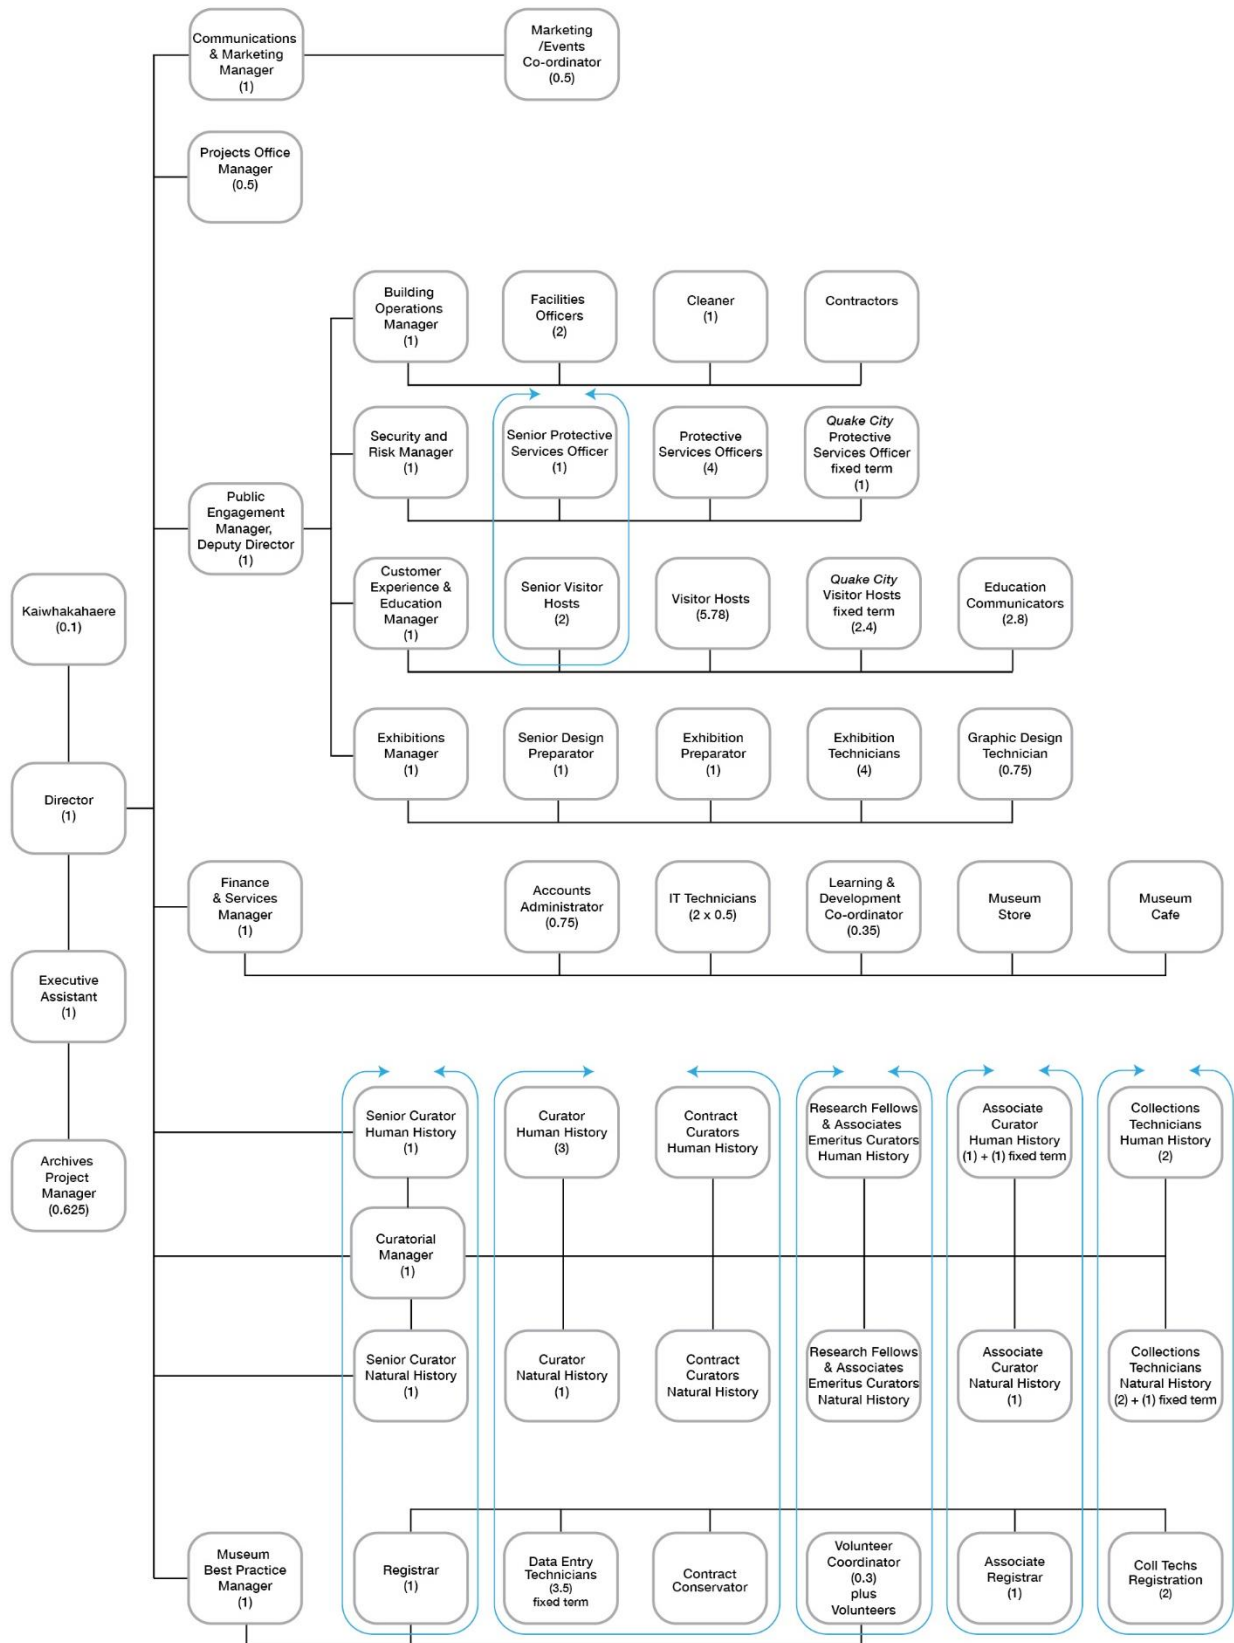 Communications
& Marketing
Manager
(1)
Marketing
/Events
Co-ordinator
(0.5)
Projects Office
Manager
(0.5)
Building
Operations
Manager
(1)
Facilities
Officers
(2)
Cleaner
(1)
Contractors
Security and
Risk Manager
(1)
Senior Protective
Services Officer
(1)
Protective
Services Officers
(4)
Quake City
Protective
Services Officer
fixed term
(1)
Public
Engagement
Manager,
Deputy Director
(1)
Customer
Experience &
Education
Manager
(1)
Senior Visitor
Hosts
(2)
Visitor Hosts
(5.78)
Quake City
Visitor Hosts
fixed term
(2.4)
Education
Communicators
(2.8)
Kaiwhakahaere
(0.1)
Exhibitions
Manager
(1)
Senior Design
Preparator
(1)
Exhibition
Preparator
(1)
Exhibition
Technicians
(4)
Graphic Design
Technician
(0.75)
Director
(1)
Finance
& Services
Manager
(1)
Accounts
Administrator
(0.75)
IT Technicians
(2 x 0.5)
Learning &
Development
Co-ordinator
(0.35)
Museum
Store
Museum
Cafe
Executive
Assistant
(1)
Senior Curator
Human History
(1)
Curator
Human History
(3)
Contract
Curators
Human History
Research Fellows
& Associates
Emeritus Curators
Human History
Associate
Curator
Human History
(1) + (1) fixed term
Collections
Technicians
Human History
(2)
Archives
Project
Manager
(0.625)
Curatorial
Manager
(1)
Senior Curator
Natural History
(1)
Curator
Natural History
(1)
Contract
Curators
Natural History
Research Fellows
& Associates
Emeritus Curators
Natural History
Associate
Curator
Natural History
(1)
Collections
Technicians
Natural History
(2) + (1) fixed term
Museum
Best Practice
Manager
(1)
Registrar
(1)
Data Entry
Technicians
(3.5)
fixed term
Contract
Conservator
Volunteer
Coordinator
(0.3)
plus
Volunteers
Associate
Registrar
(1)
Coll Techs
Registration
(2)